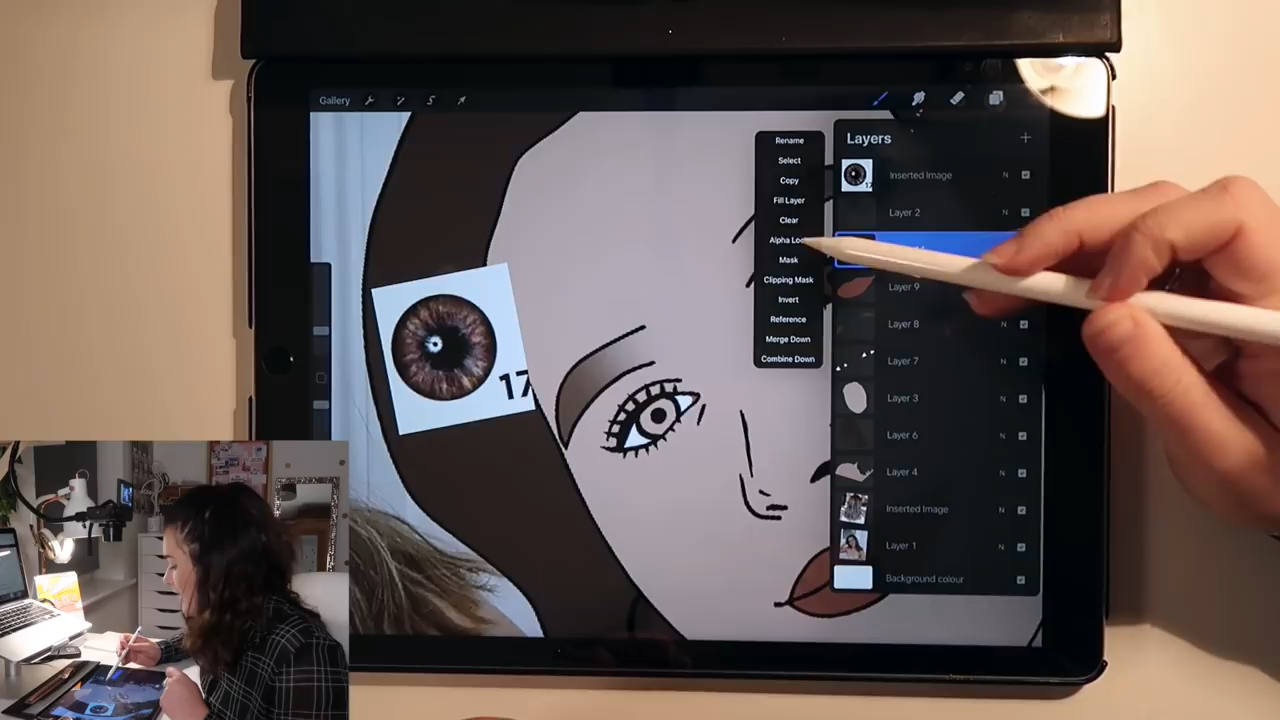 Gallery
Rename
Select
Copy
Fill Layer
Clear
Alpha
Mask
Clipping Mask
Invert
Reference
Merge Down
Combine Down
Layers
Inserted Image N
Layer 2 N
Layer 9
Layer 8 N
Layer 7 N
Layer 3 N
Layer 6 N
Layer 4 N
Inserted Image N
Layer 1 N
Background colour
17